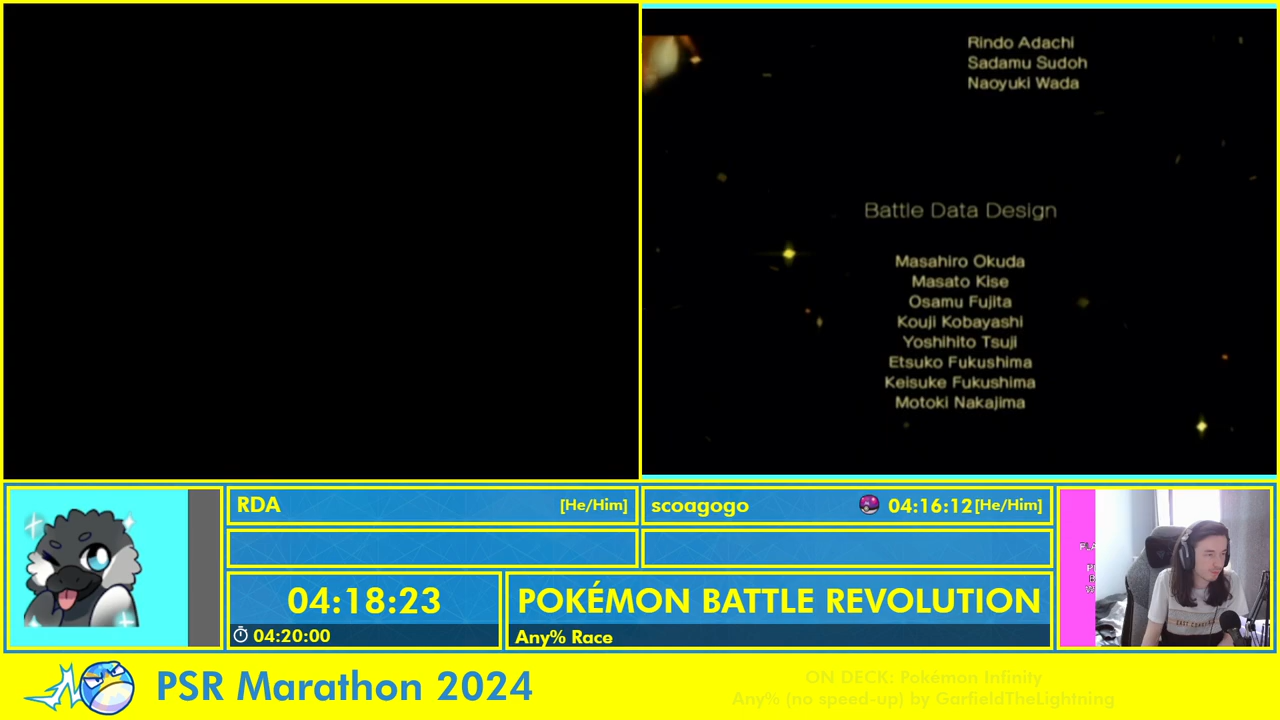 Rindo Adachi
Sadamu Sudoh
Naoyuki Wada
Battle Data Design
Masahiro Okuda
Masato Kise
Osamu Fujita
Kouji Kobayashi
Yoshihito Tsuji
Etsuko Fukushima
Keisuke Fukushima
Motoki Nakajima
RDA [He/Him]
scoagogo 04:16:12 [He/Him]
04:18:23
04:20:00
POKÉMON BATTLE REVOLUTION
Any% Race
PSR Marathon 2024
ON DECK: Pokémon Infinity
Any% (no speed-up) by GarfieldTheLightning